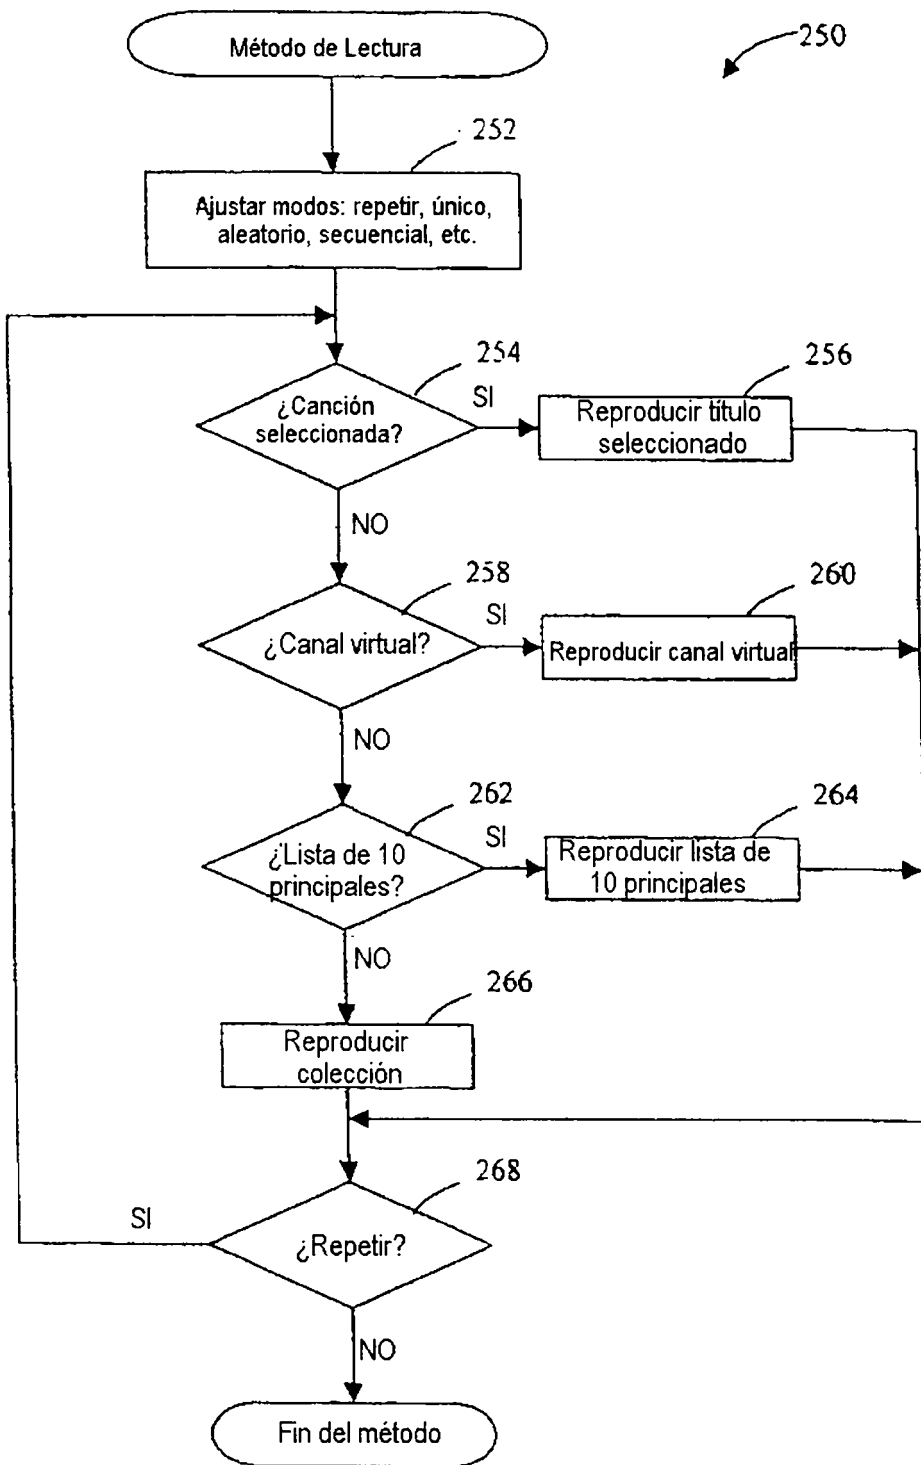 Método de Lectura
250
252
Ajustar modos: repetir, único,
aleatorio, secuencial, etc.
254
¿Canción
seleccionada?
SI
256
Reproducir título
seleccionado
NO
258
¿Canal virtual?
SI
260
Reproducir canal virtual
NO
262
¿Lista de 10
principales?
SI
264
Reproducir lista de
10 principales
NO
266
Reproducir
colección
268
SI
¿Repetir?
NO
Fin del método